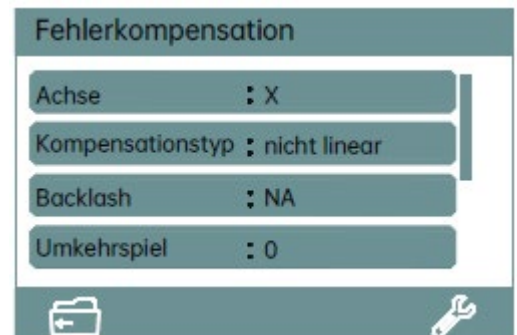 Fehlerkompensation
Achse : X
Kompensationstyp : nicht linear
Backlash : NA
Umkehrspiel : 0